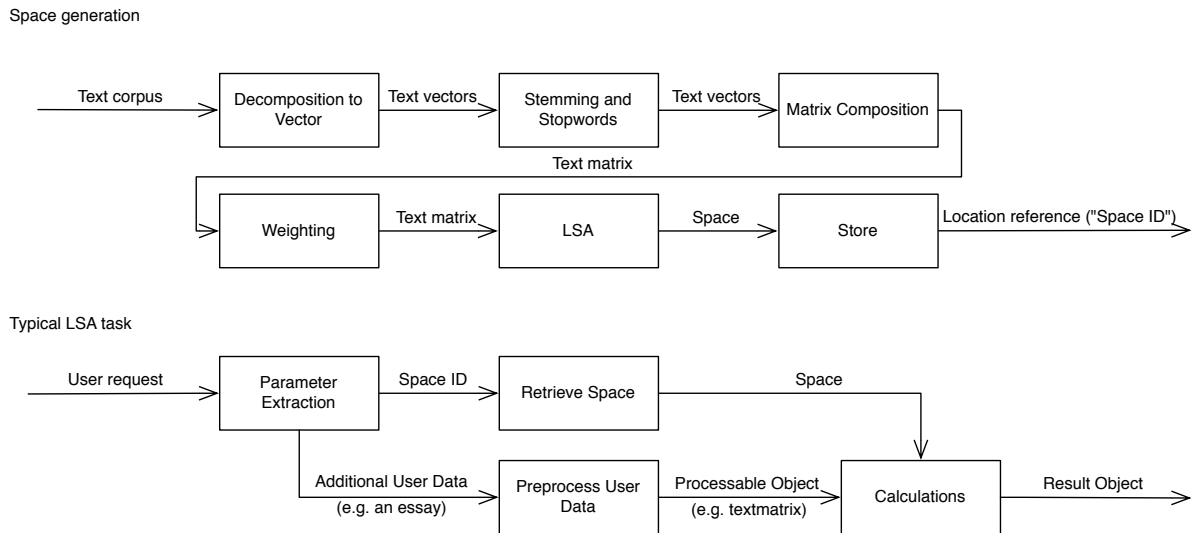 Space generation
Text corpus
Decomposition to
Vector
Text vectors
Stemming and
Stopwords
Text vectors
Matrix Composition
Text matrix
Weighting
Text matrix
LSA
Space
Store
Location reference ("Space ID")
Typical LSA task
User request
Parameter
Extraction
Space ID
Retrieve Space
Space
Additional User Data
(e.g. an essay)
Preprocess User
Data
Processable Object
(e.g. textmatrix)
Calculations
Result Object